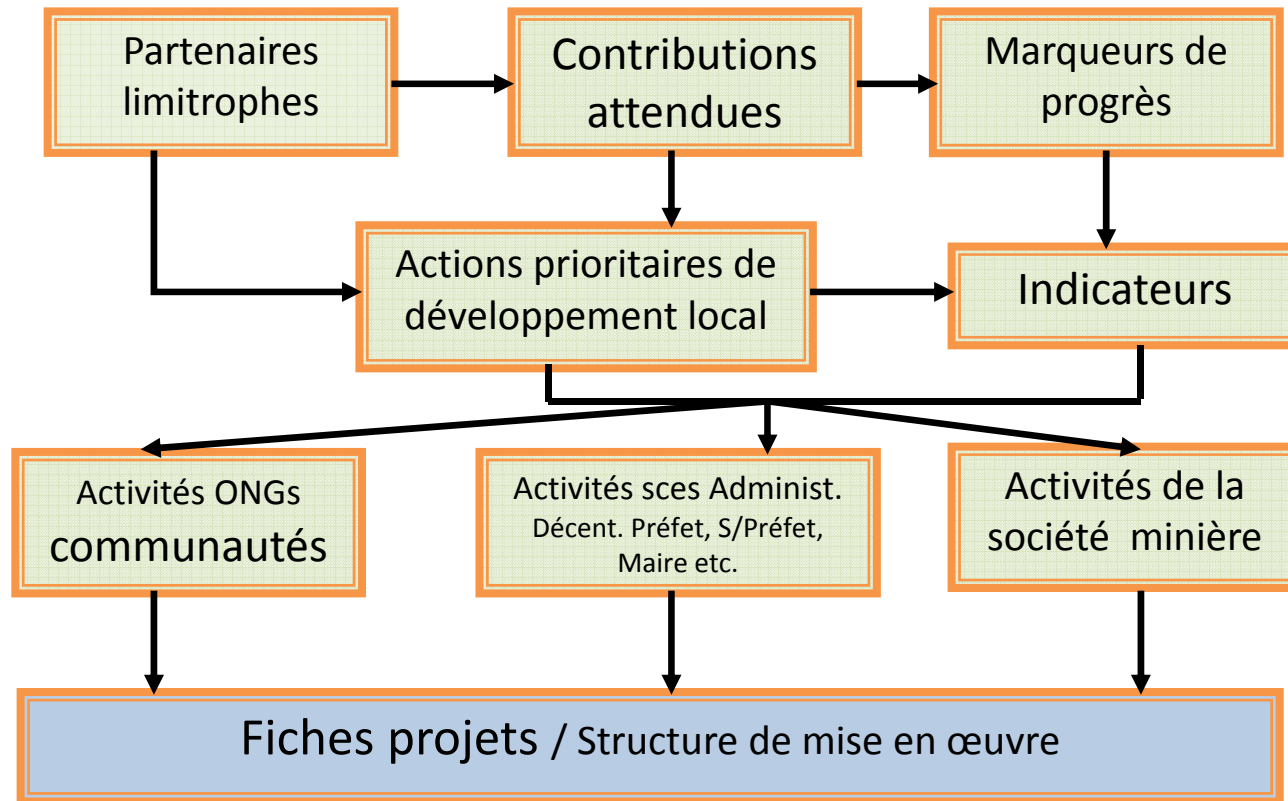 Partenaires
limitrophes
Contributions
attendues
Marqueurs de
progrès
Actions prioritaires de
développement local
Indicateurs
Activités ONGs
communautés
Activités sces Administ.
Décent. Préfet, S/Préfet,
Maire etc.
Activités de la
société minière
Fiches projets / Structure de mise en œuvre